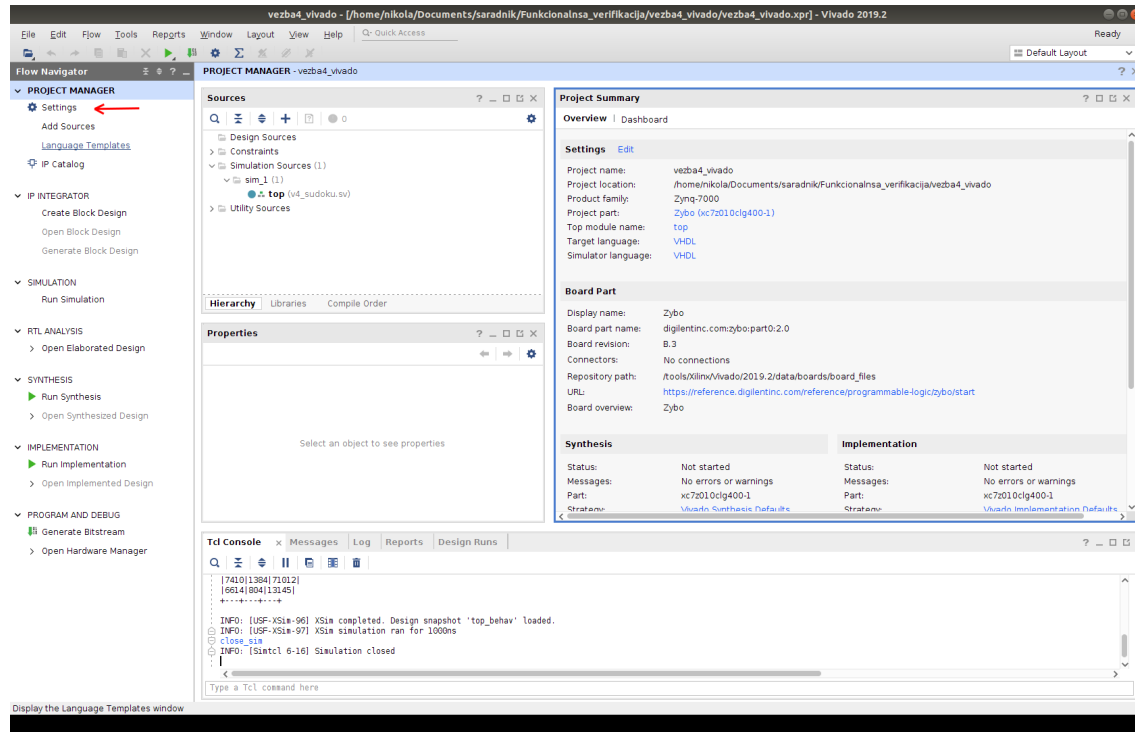 vezba4_vivado - [/home/nikola/Documents/saradnik/Funkcionalnsa_verifikacija/vezba4_vivado/vezba4_vivado.xpr] - Vivado 2019.2
File Edit Flow Tools Reports Window Layout View Help Q- Quick Access Ready
Default Layout
Flow Navigator
PROJECT MANAGER - vezba4_vivado
PROJECT MANAGER
Settings
Add Sources
Language Templates
IP Catalog
IP INTEGRATOR
Create Block Design
Open Block Design
Generate Block Design
SIMULATION
Run Simulation
RTL ANALYSIS
Open Elaborated Design
SYNTHESIS
Run Synthesis
Open Synthesized Design
IMPLEMENTATION
Run Implementation
Open Implemented Design
PROGRAM AND DEBUG
Generate Bitstream
Open Hardware Manager
Sources
0
Design Sources
Constraints
Simulation Sources (1)
sim_1 (1)
top (v4_sudoku.sv)
Utility Sources
Hierarchy Libraries Compile Order
Properties
Select an object to see properties
Project Summary
Overview | Dashboard
Settings Edit
Project name: vezba4_vivado
Project location: /home/nikola/Documents/saradnik/Funkcionalnsa_verifikacija/vezba4_vivado
Product family: Zynq-7000
Project part: Zybo (xc7z010clg400-1)
Top module name: top
Target language: VHDL
Simulator language: VHDL
Board Part
Display name: Zybo
Board part name: digilentinc.com:zybo:part0:2.0
Board revision: B.3
Connectors: No connections
Repository path: /tools/Xilinx/Vivado/2019.2/data/boards/board_files
URL: https://reference.digilentinc.com/reference/programmable-logic/zybo/start
Board overview: Zybo
Synthesis Implementation
Status: Not started Status: Not started
Messages: No errors or warnings Messages: No errors or warnings
Part: xc7z010clg400-1 Part: xc7z010clg400-1
Strategy: Vivado Synthesis Defaults Strategy: Vivado Implementation Defaults
Tcl Console × Messages Log Reports Design Runs
|7410|1384|71012|
|6614|804|13145|
+---+---+---+
INFO: [USF-XSim-96] XSim completed. Design snapshot 'top_behav' loaded.
INFO: [USF-XSim-97] XSim simulation ran for 1000ns
close_sim
INFO: [Simtcl 6-16] Simulation closed
Type a Tcl command here
Display the Language Templates window